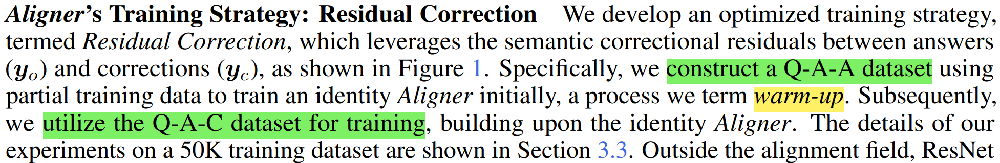 Aligner's Training Strategy: Residual Correction We develop an optimized training strategy,
termed Residual Correction, which leverages the semantic correctional residuals between answers
(yo) and corrections (yc), as shown in Figure 1. Specifically, we construct a Q-A-A dataset using
partial training data to train an identity Aligner initially, a process we term warm-up. Subsequently,
we utilize the Q-A-C dataset for training, building upon the identity Aligner. The details of our
experiments on a 50K training dataset are shown in Section 3.3. Outside the alignment field, ResNet